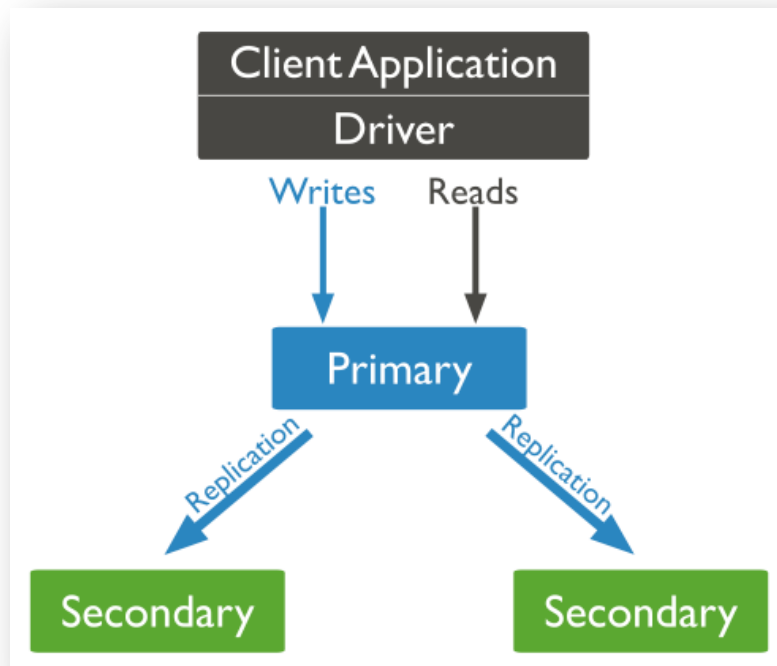 Client Application
Driver
Writes Reads
Primary
Replication Replication
Secondary Secondary